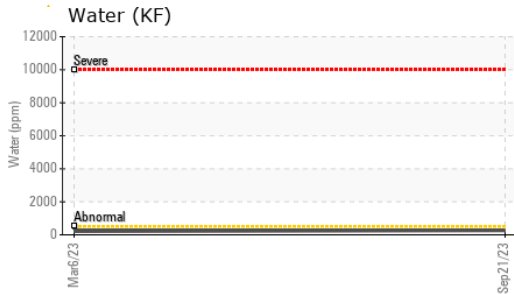 Water (KF)
12000
Severe
10000
8000
6000
Water (ppm)
4000
2000
Abnormal
0
Mar6/23
Sep21/23